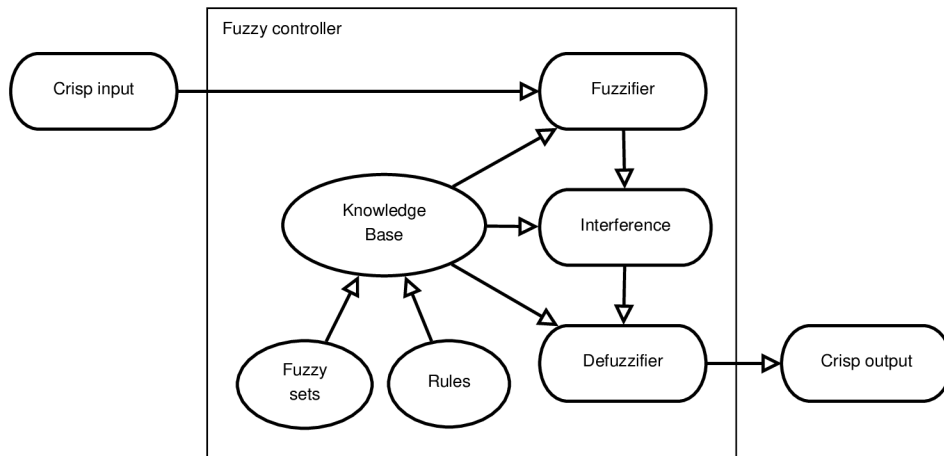 Fuzzy controller
Crisp input
Fuzzifier
Knowledge
Base
Interference
Fuzzy
sets
Rules
Defuzzifier
Crisp output